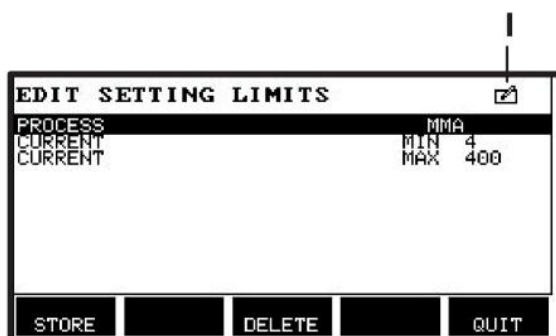 I
EDIT SETTING LIMITS
PROCESS MMA
CURRENT MIN 4
CURRENT MAX 400
STORE DELETE QUIT